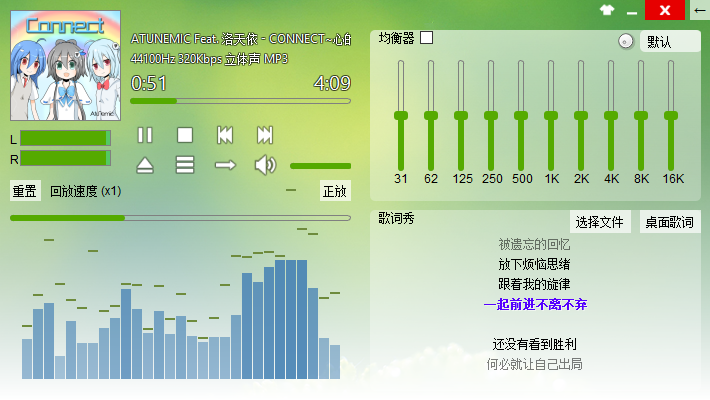 Connect
AtuNemic
ATUNEMIC Feat. 洛天依 - CONNECT~心的
44100Hz 320Kbps 立体声 MP3
0:51 4:09
L
R
重置 回放速度 (x1) 正放
均衡器 默认
31 62 125 250 500 1K 2K 4K 8K 16K
歌词秀 选择文件 桌面歌词
被遗忘的回忆
放下烦恼思绪
跟着我的旋律
一起前进不离不弃
还没有看到胜利
何必就让自己出局